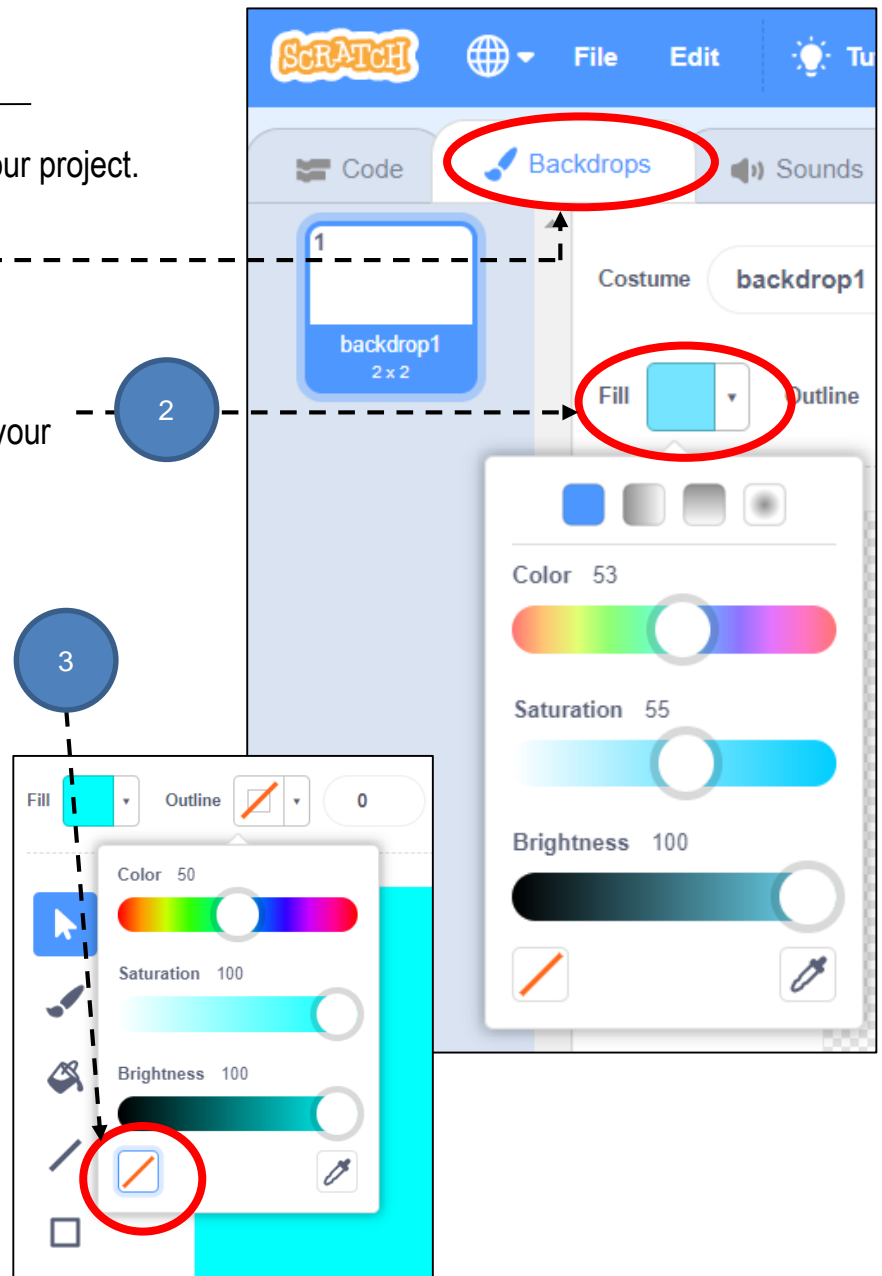 SCRATCH File Edit Tu
our project.
Code Backdrops Sounds
1
backdrop1
2 x 2
Costume backdrop1
2
your
Fill Outline
Color 53
Saturation 55
Brightness 100
3
Fill Outline 0
Color 50
Saturation 100
Brightness 100